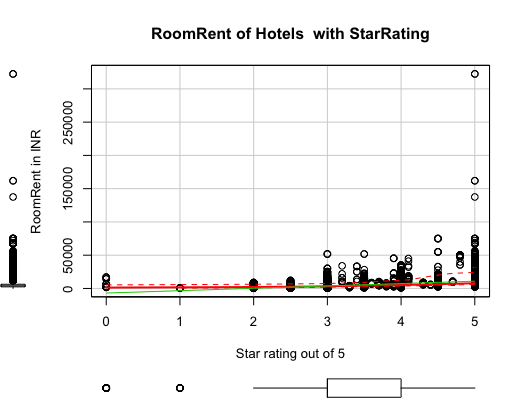 RoomRent of Hotels with StarRating
RoomRent in INR
250000
150000
50000
0
0 1 2 3 4 5
Star rating out of 5